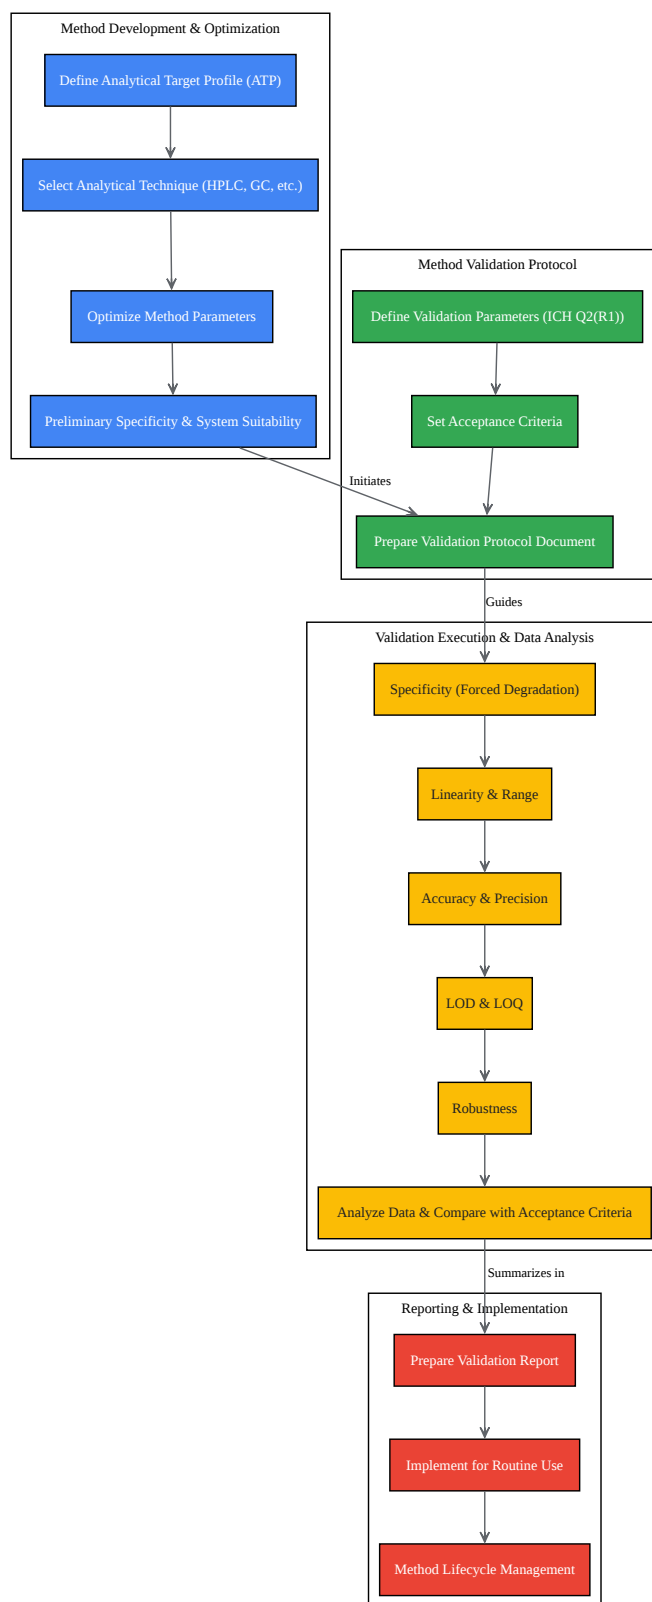 Method Development & Optimization
Define Analytical Target Profile (ATP)
Select Analytical Technique (HPLC, GC, etc.)
Optimize Method Parameters
Preliminary Specificity & System Suitability
Method Validation Protocol
Define Validation Parameters (ICH Q2(R1))
Set Acceptance Criteria
Initiates
Prepare Validation Protocol Document
Guides
Validation Execution & Data Analysis
Specificity (Forced Degradation)
Linearity & Range
Accuracy & Precision
LOD & LOQ
Robustness
Analyze Data & Compare with Acceptance Criteria
Summarizes in
Reporting & Implementation
Prepare Validation Report
Implement for Routine Use
Method Lifecycle Management